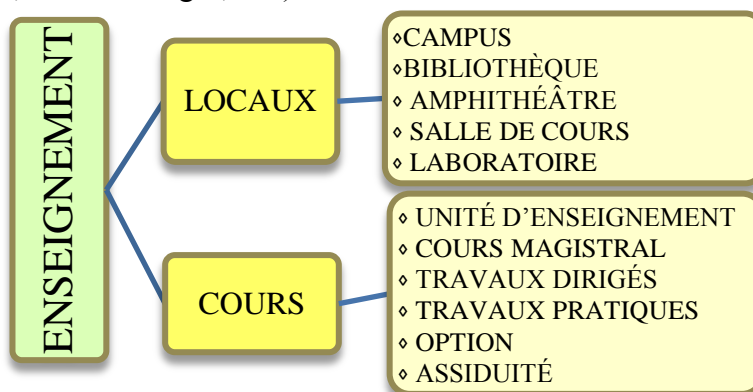 ENSEIGNEMENT
LOCAUX
◊CAMPUS
◊BIBLIOTHÈQUE
◊ AMPHITHÉÂTRE
◊ SALLE DE COURS
◊ LABORATOIRE
COURS
◊ UNITÉ D’ENSEIGNEMENT
◊ COURS MAGISTRAL
◊ TRAVAUX DIRIGÉS
◊ TRAVAUX PRATIQUES
◊ OPTION
◊ ASSIDUITÉ